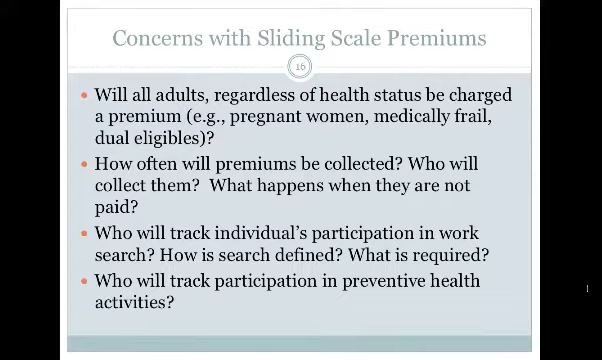 Concerns with Sliding Scale Premiums
16
• Will all adults, regardless of health status be charged
a premium (e.g., pregnant women, medically frail,
dual eligibles)?
• How often will premiums be collected? Who will
collect them?  What happens when they are not
paid?
• Who will track individual's participation in work
search? How is search defined? What is required?
• Who will track participation in preventive health
activities?